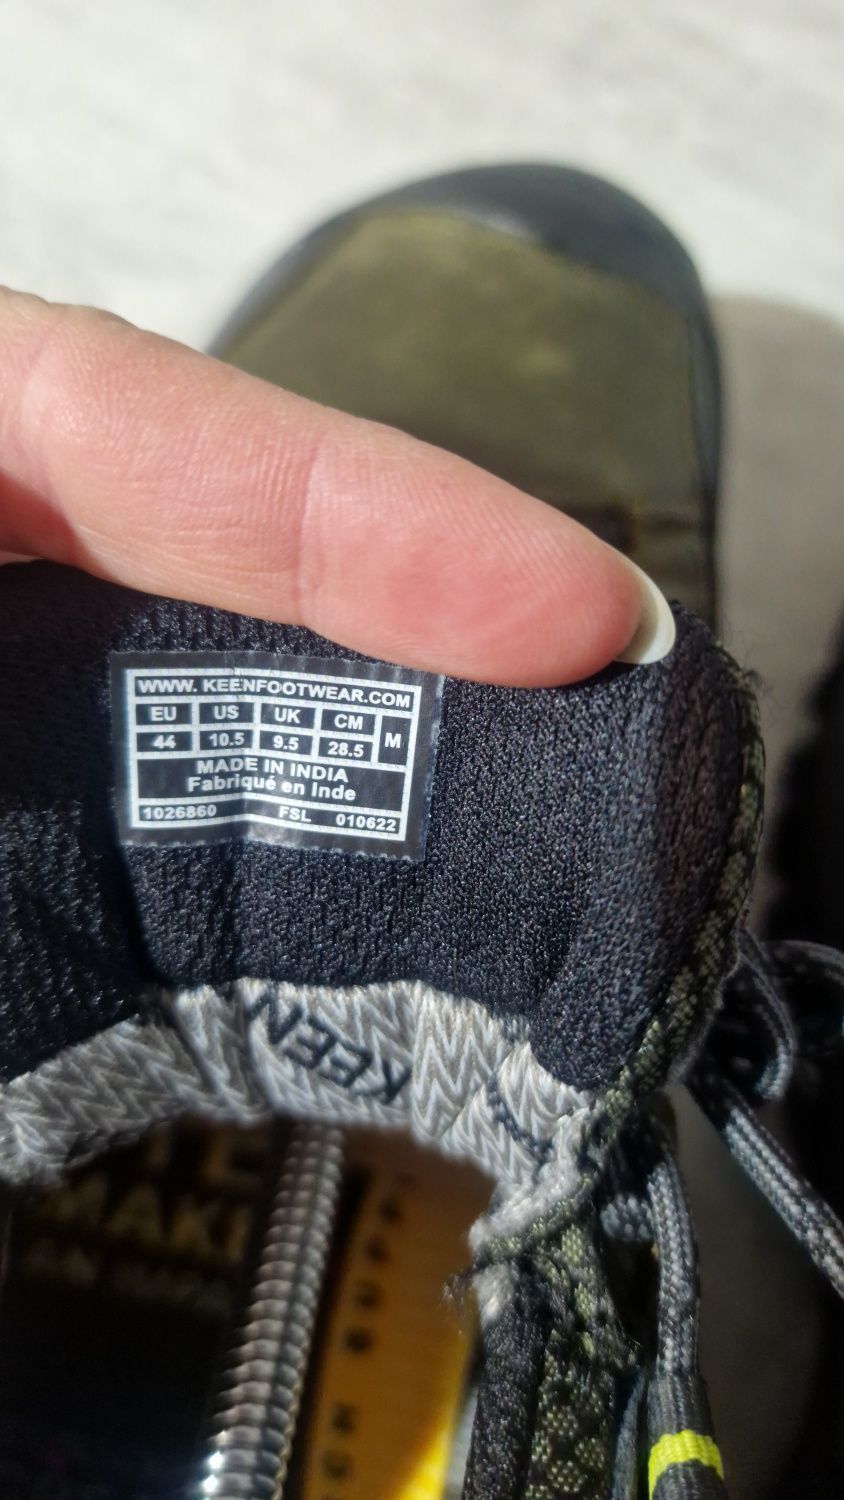 WWW. KEENFOOTWEAR.COM
EU US UK CM M
44 10.5 9.5 28.5
MADE IN INDIA
Fabriqué en Inde
1026860 FSL 010622
KEEN